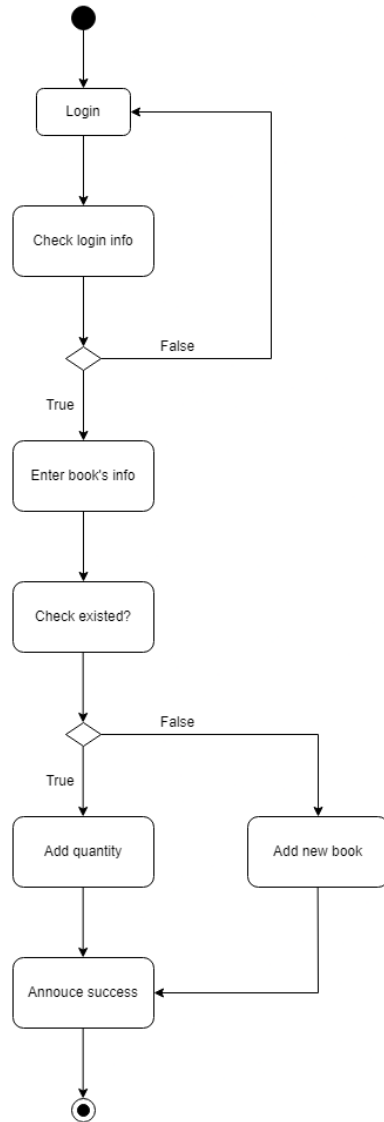 Login
Check login info
False
True
Enter book's info
Check existed?
False
True
Add quantity
Add new book
Annouce success